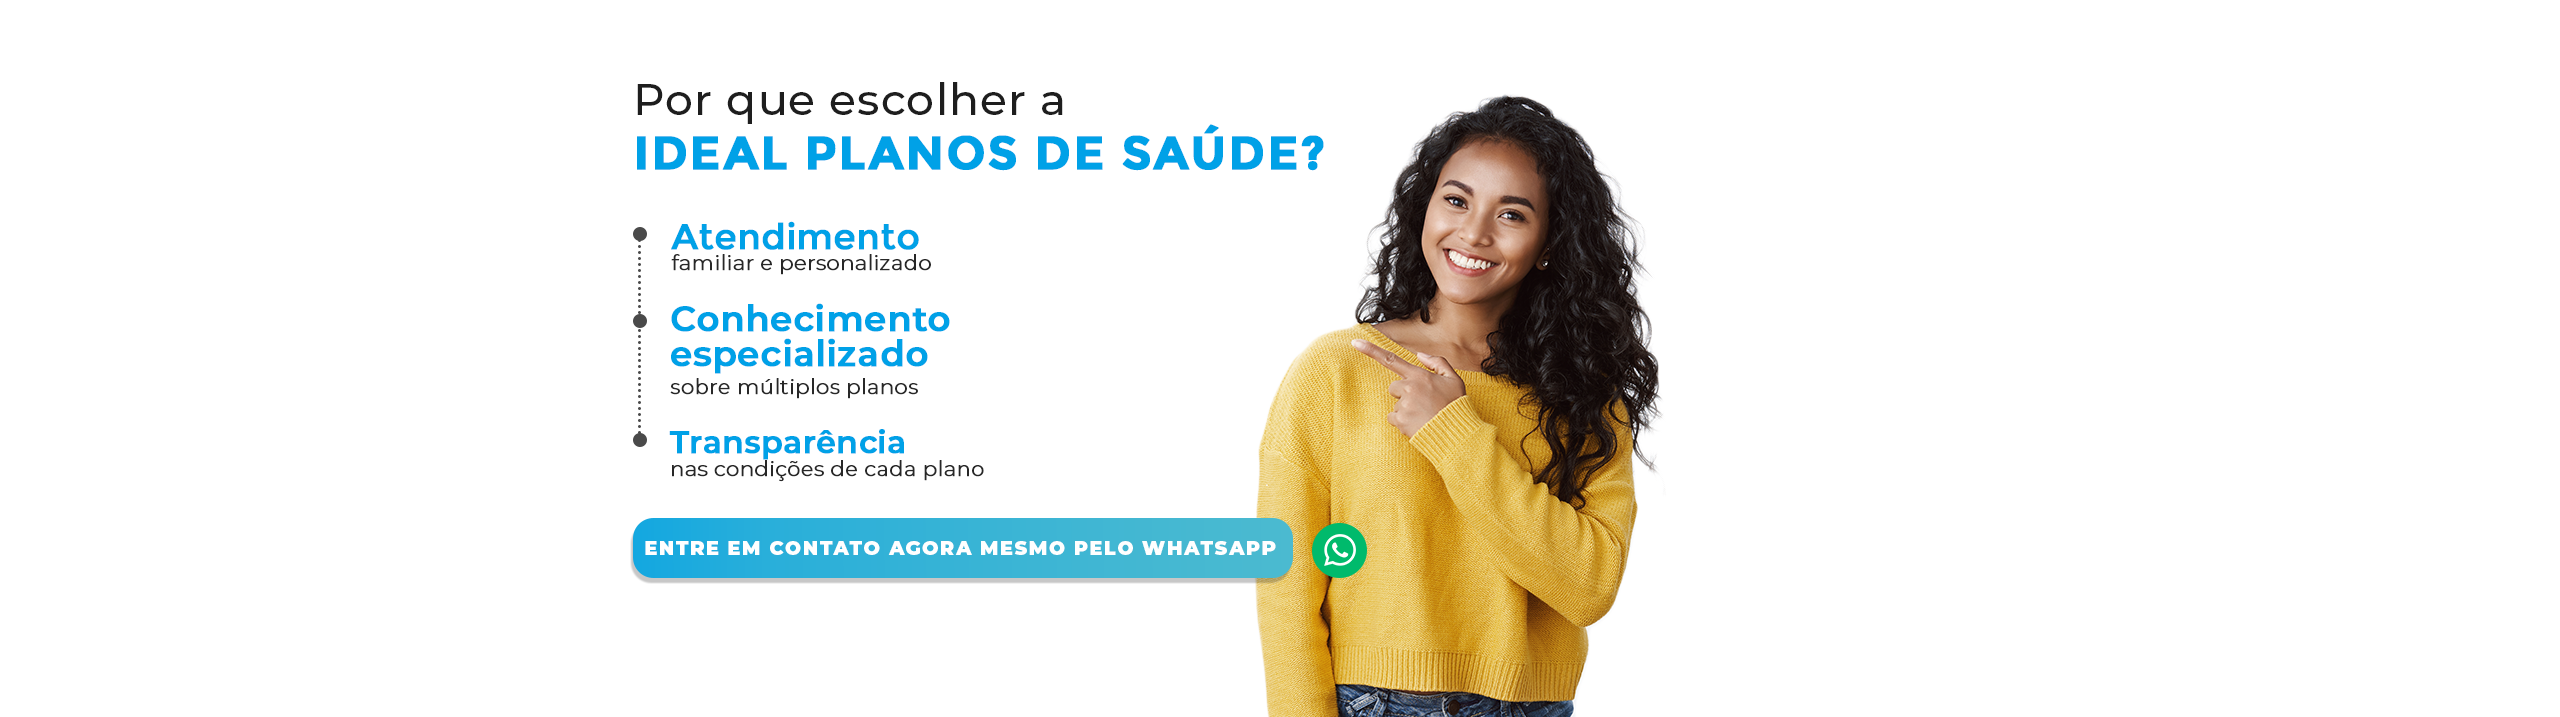 Por que escolher a
IDEAL PLANOS DE SAÚDE?
Atendimento
familiar e personalizado
Conhecimento
especializado
sobre múltiplos planos
Transparência
nas condições de cada plano
ENTRE EM CONTATO AGORA MESMO PELO WHATSAPP